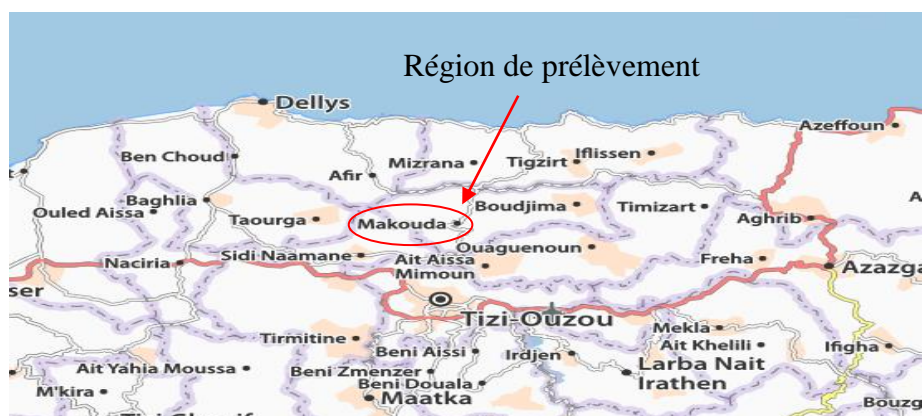 Région de prélèvement
Dellys
Azeffoun
Ben Choud
Mizrana
Tigzirt
Iflissen
Afir
Baghlia
Ouled Aissa
Taourga
Makouda
Boudjima
Timizart
Aghrib
Naciria
Sidi Naamane
Ait Aissa
Mimoun
Ouaguenoun
Freha
Azazga
ser
Tizi-Ouzou
Tirmitine
Mekla
Beni Aissi
Irdjen
Ait Khelili
Ifigha
Ait Yahia Moussa
Beni Zmenzer
Larba Nait
Irathen
M'kira
Beni Douala
Maatka
Bouzg